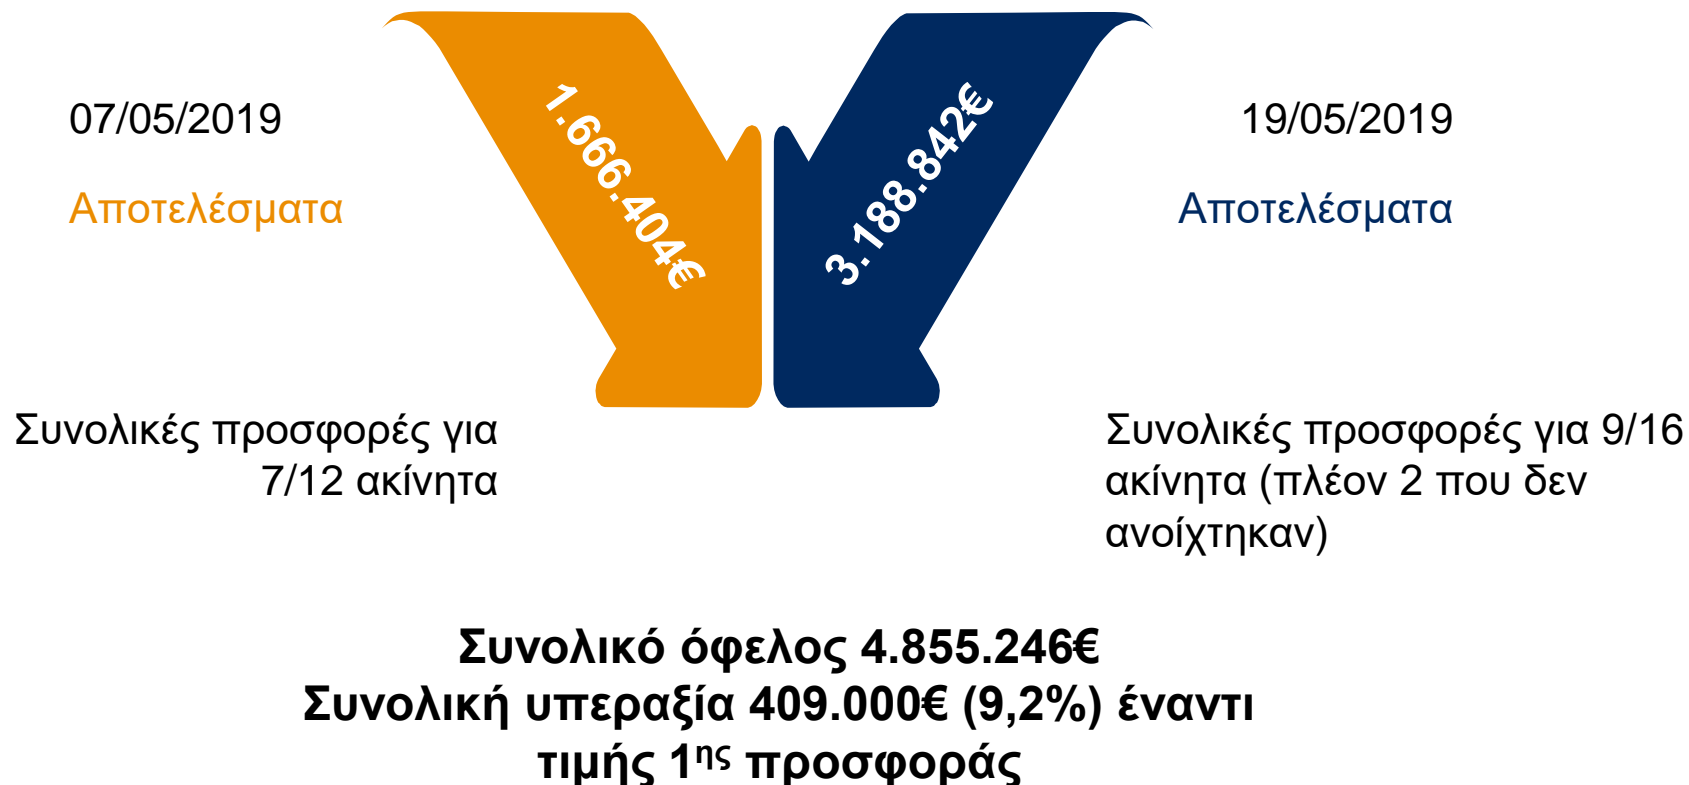 07/05/2019
Αποτελέσματα
1.666.404€
3.188.842€
19/05/2019
Αποτελέσματα
Συνολικές προσφορές για
7/12 ακίνητα
Συνολικές προσφορές για 9/16
ακίνητα (πλέον 2 που δεν
ανοίχτηκαν)
Συνολικό όφελος 4.855.246€
Συνολική υπεραξία 409.000€ (9,2%) έναντι
τιμής 1ης προσφοράς